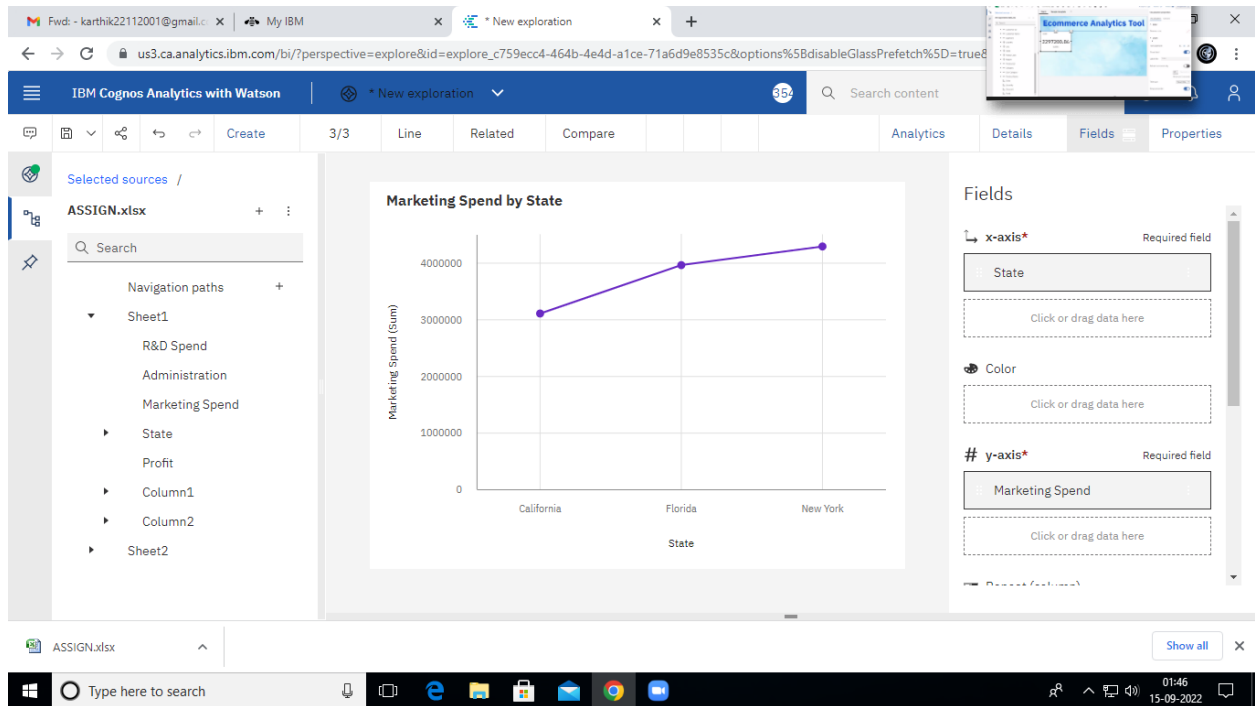 Fwd: - karthik22112001@gmail.c
My IBM
* New exploration
us3.ca.analytics.ibm.com/bi/?perspective=explore&id=explore_c759ecc4-464b-4e4d-a1ce-71a6d9e8535c&options%5BdisableGlassPrefetch%5D=true&
Ecommerce Analytics Tool
IBM Cognos Analytics with Watson
* New exploration
354
Search content
Create
3/3
Line
Related
Compare
Analytics
Details
Fields
Properties
Selected sources /
ASSIGN.xlsx
Search
Navigation paths
Sheet1
R&D Spend
Administration
Marketing Spend
State
Profit
Column1
Column2
Sheet2
Marketing Spend by State
Marketing Spend (Sum)
4000000
3000000
2000000
1000000
0
California
Florida
New York
State
Fields
x-axis* Required field
State
Click or drag data here
Color
Click or drag data here
# y-axis* Required field
Marketing Spend
Click or drag data here
Repeat (column)
ASSIGN.xlsx
Show all
Type here to search
01:46
15-09-2022